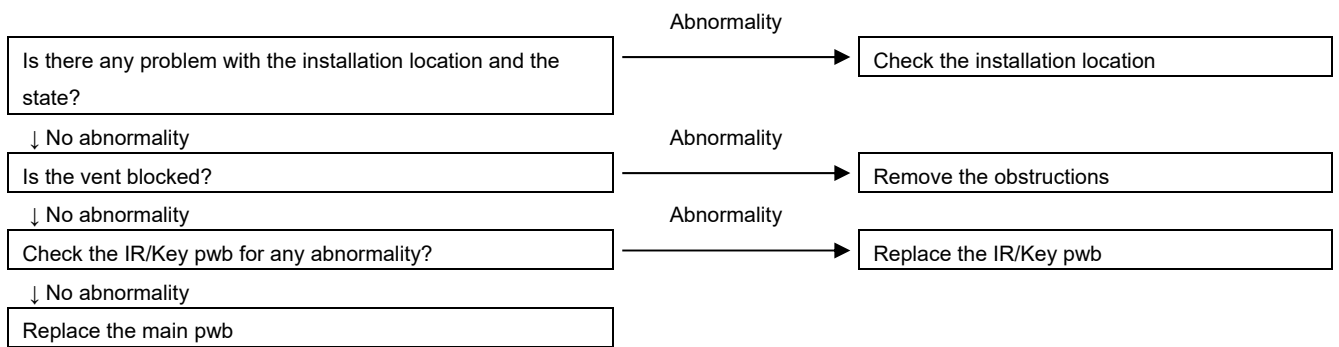 Abnormality
Is there any problem with the installation location and the
state?
Check the installation location
↓ No abnormality
Abnormality
Is the vent blocked?
Remove the obstructions
↓ No abnormality
Abnormality
Check the IR/Key pwb for any abnormality?
Replace the IR/Key pwb
↓ No abnormality
Replace the main pwb